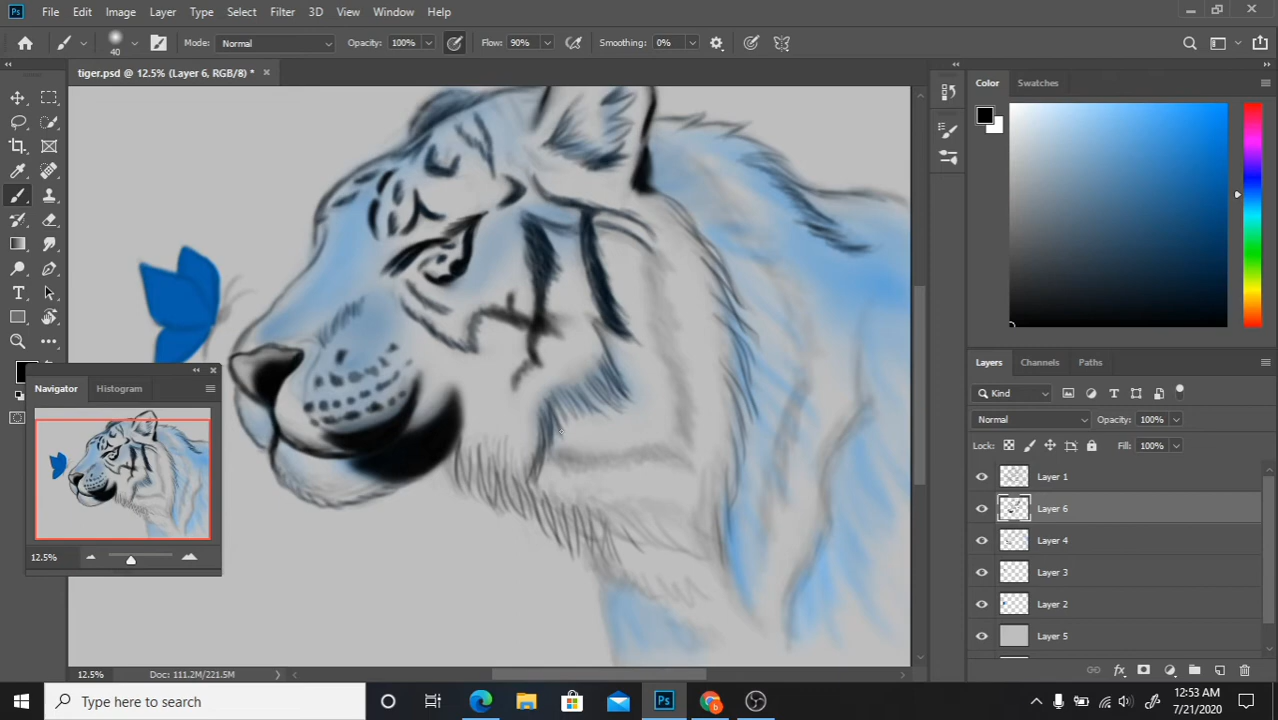 Ps File Edit Image Layer Type Select Filter 3D View Window Help
40 Mode: Normal Opacity: 100% Flow: 90% Smoothing: 0%
tiger.psd @ 12.5% (Layer 6, RGB/8) *
Color Swatches
Navigator Histogram
12.5%
Layers Channels Paths
Kind
Normal Opacity: 100%
Lock: Fill: 100%
Layer 1
Layer 6
Layer 4
Layer 3
Layer 2
Layer 5
12.5% Doc: 111.2M/221.5M
Type here to search
Ps
12:53 AM
7/21/2020